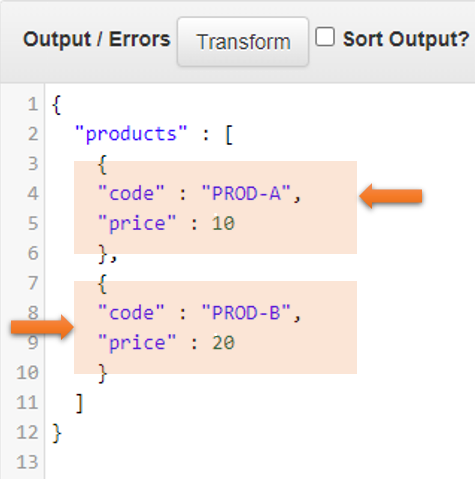 Output / Errors Transform Sort Output?
1 {
2 "products" : [
3 {
4 "code" : "PROD-A",
5 "price" : 10
6 },
7 {
8 "code" : "PROD-B",
9 "price" : 20
10 }
11 ]
12 }
13